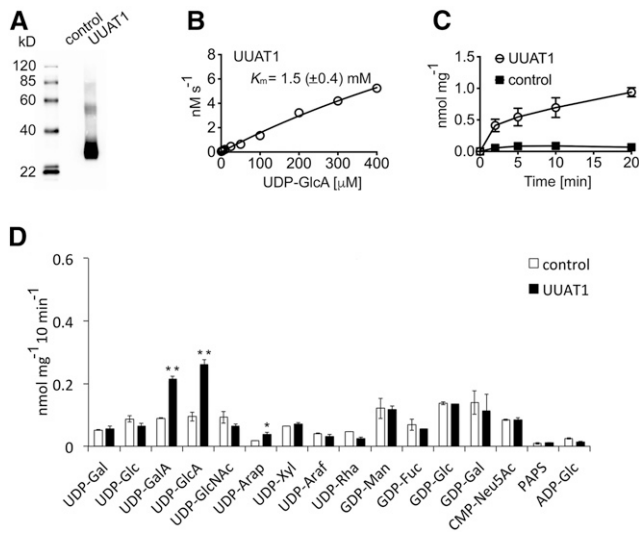 A
kD
control
UUAT1
120
85
60
40
22
B
UUAT1
Km = 1.5 (±0.4) mM
nM s⁻¹
8
6
4
2
0
0 100 200 300 400
UDP-GlcA [μM]
C
UUAT1
control
nmol mg⁻¹
1.5
1.0
0.5
0.0
0 5 10 15 20
Time [min]
D
control
UUAT1
nmol mg⁻¹ 10 min⁻¹
0.6
0.4
0.2
0
** ** *
UDP-Gal
UDP-Glc
UDP-GalA
UDP-GlcA
UDP-GlcNAc
UDP-Arap
UDP-Xyl
UDP-Araf
UDP-Rha
GDP-Man
GDP-Fuc
GDP-Glc
GDP-Gal
CMP-Neu5Ac
PAPS
ADP-Glc